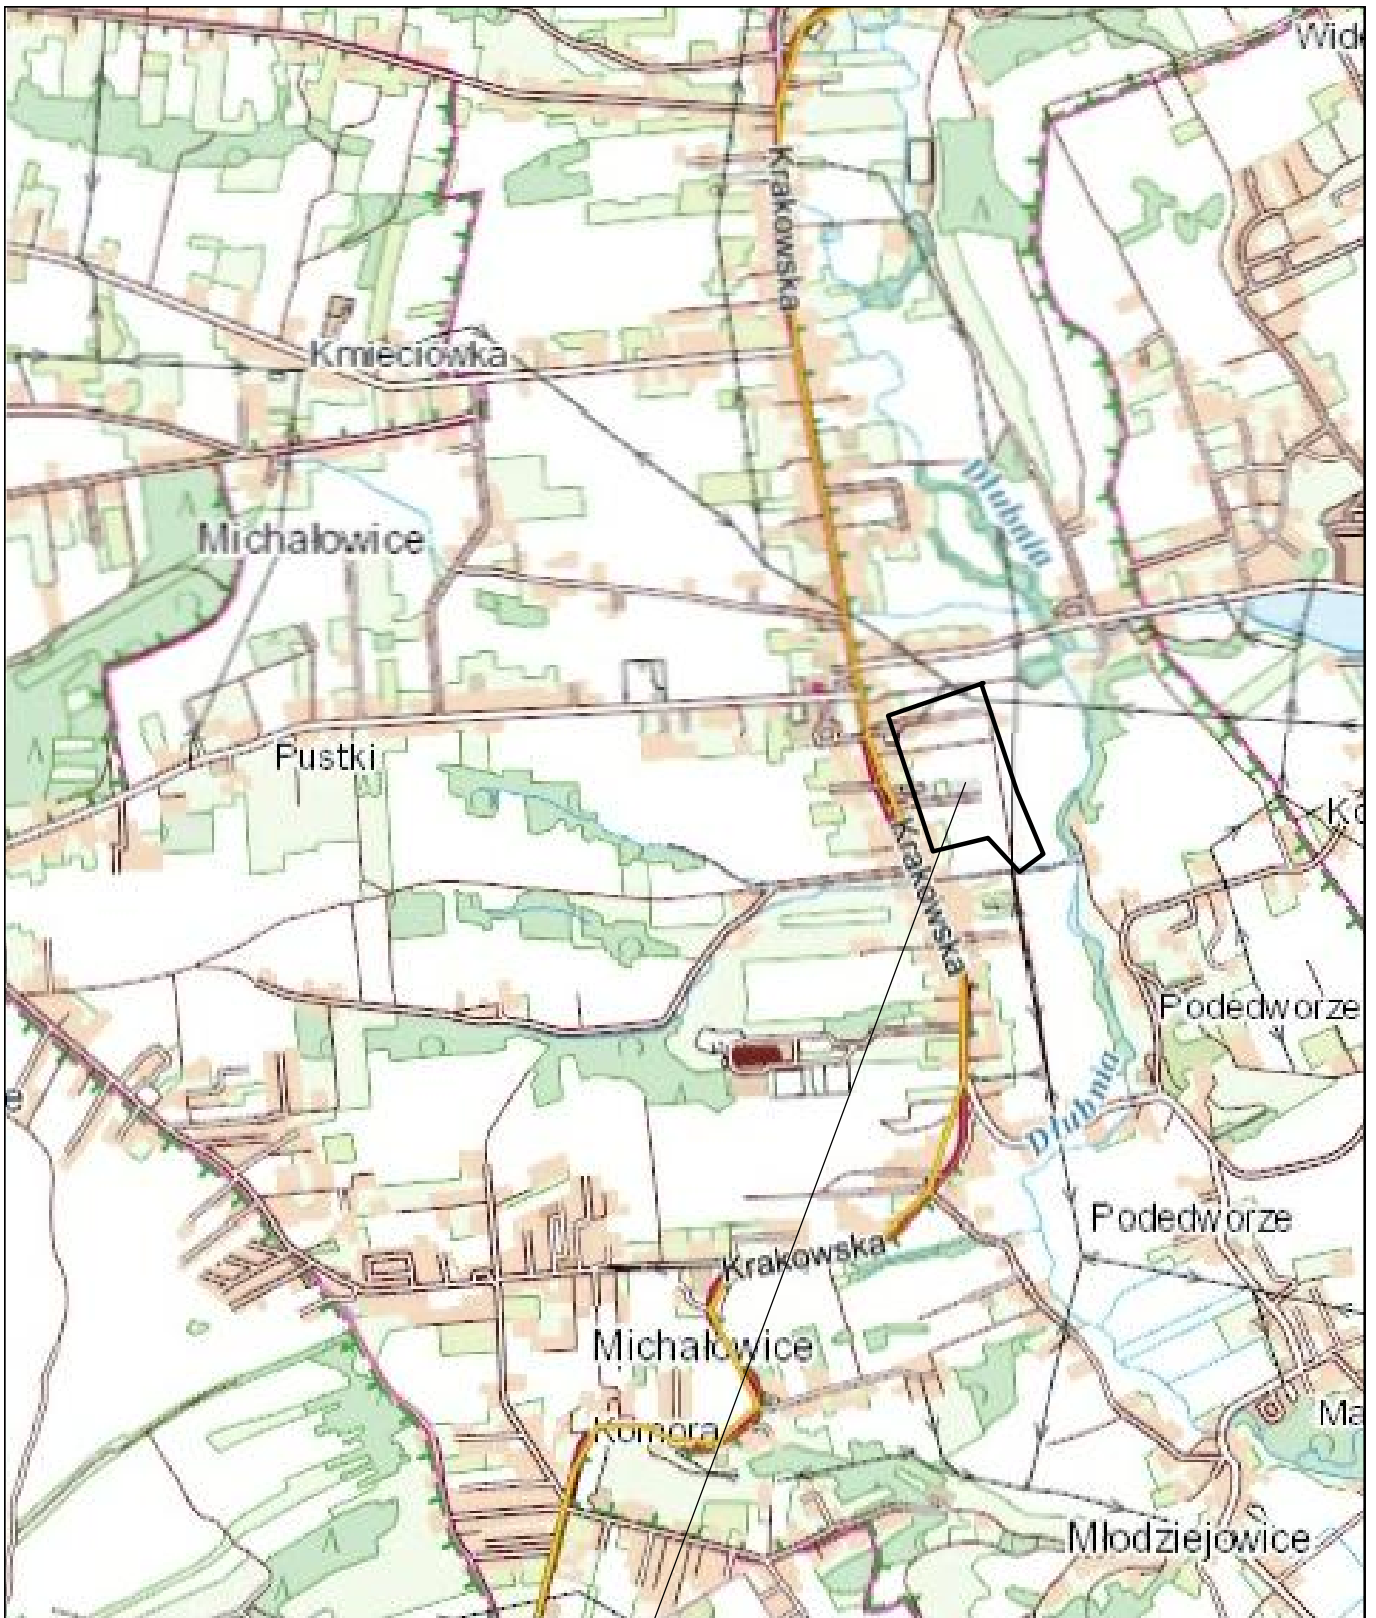 Wid
Krakowska
Kmieciówka
Dłubnia
Michałowice
Pustki
Krakowska
Podedworze
e
Dłubnia
Podedworze
Krakowska
Michałowice
Ma
Komora
Młodziejowice